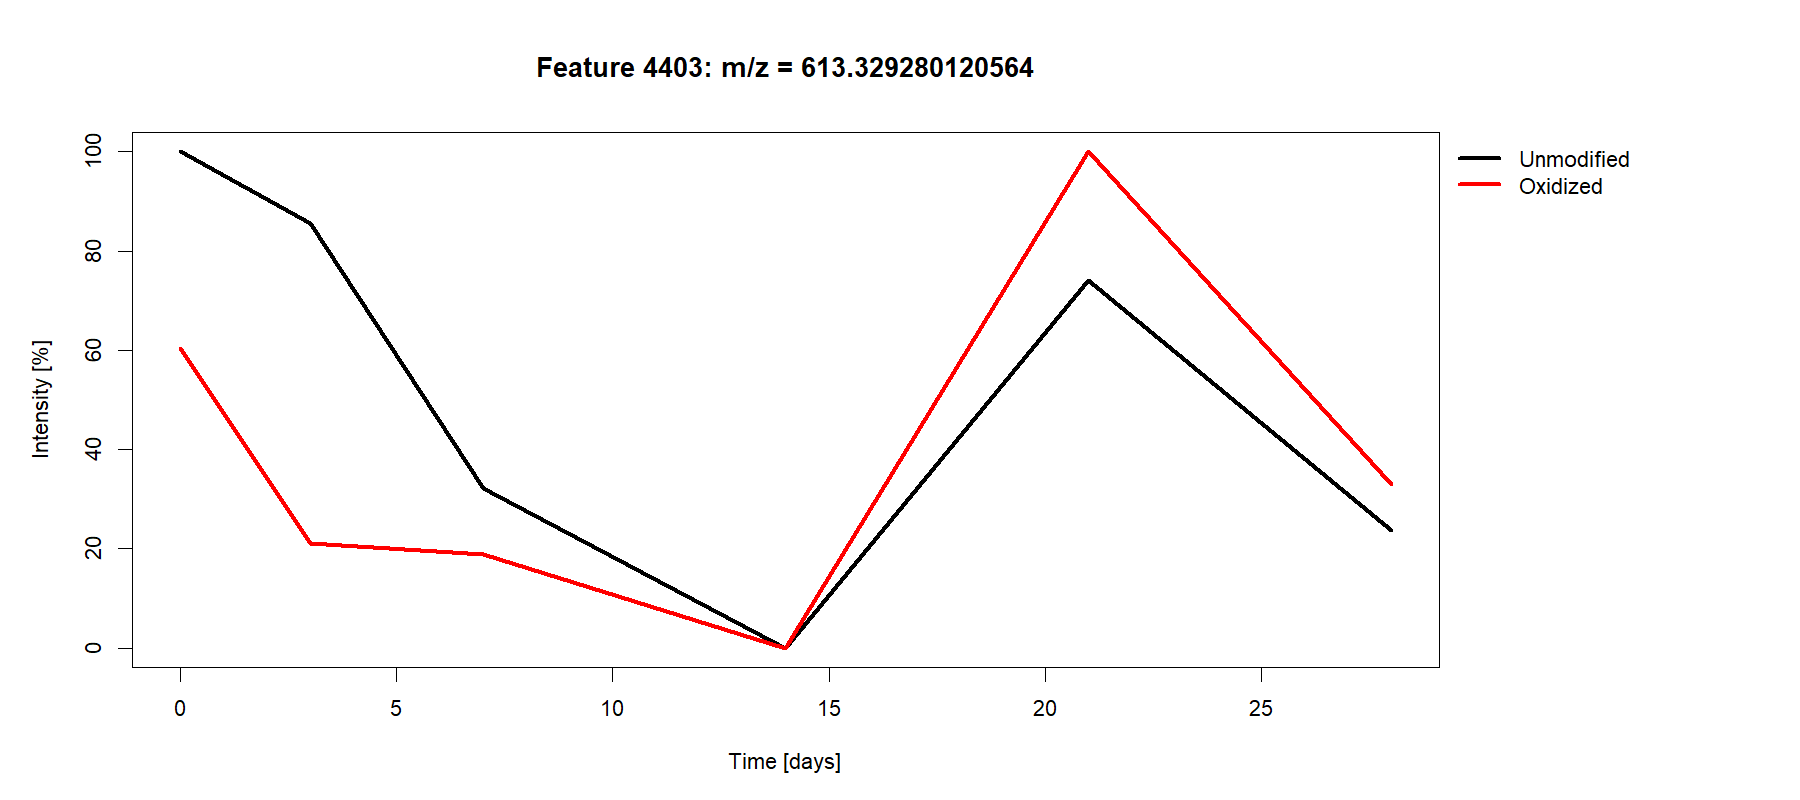 Feature 4403: m/z = 613.329280120564
Unmodified
Oxidized
Intensity [%]
100
80
60
40
20
0
0 5 10 15 20 25
Time [days]